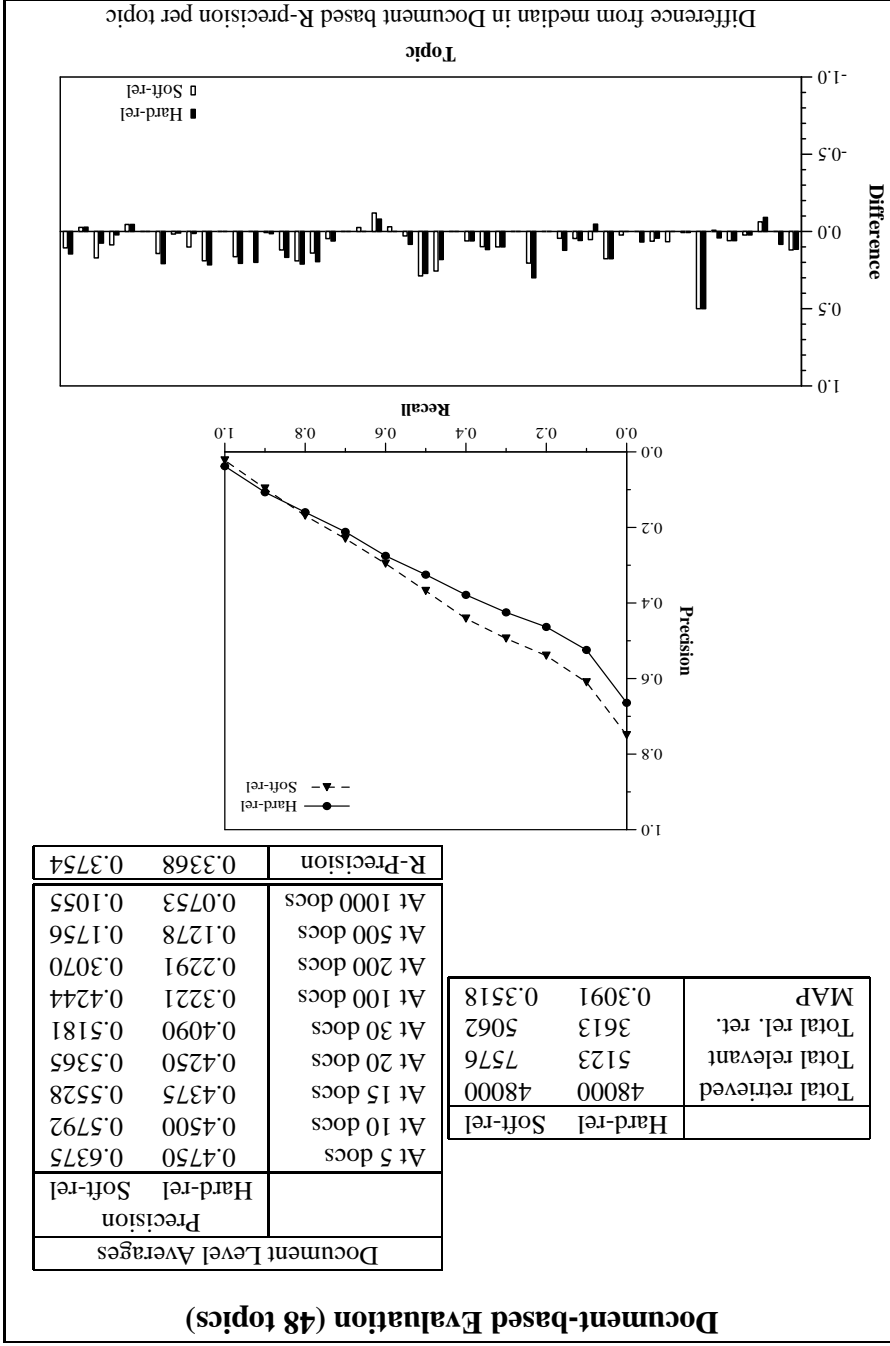 Document-based Evaluation (48 topics)
Hard-rel Soft-rel
Total retrieved 48000 48000
Total relevant 5123 7576
Total rel. ret. 3613 5062
MAP 0.3091 0.3518
Document Level Averages
Precision
Hard-rel Soft-rel
At 5 docs 0.4750 0.6375
At 10 docs 0.4500 0.5792
At 15 docs 0.4375 0.5528
At 20 docs 0.4250 0.5365
At 30 docs 0.4090 0.5181
At 100 docs 0.3221 0.4244
At 200 docs 0.2291 0.3070
At 500 docs 0.1278 0.1756
At 1000 docs 0.0753 0.1055
R-Precision 0.3368 0.3754
1.0
0.8
0.6
0.4
0.2
0.0
Precision
Hard-rel
Soft-rel
0.0 0.2 0.4 0.6 0.8 1.0
Recall
1.0
0.5
0.0
-0.5
-1.0
Difference
Hard-rel
Soft-rel
Topic
Difference from median in Document based R-precision per topic